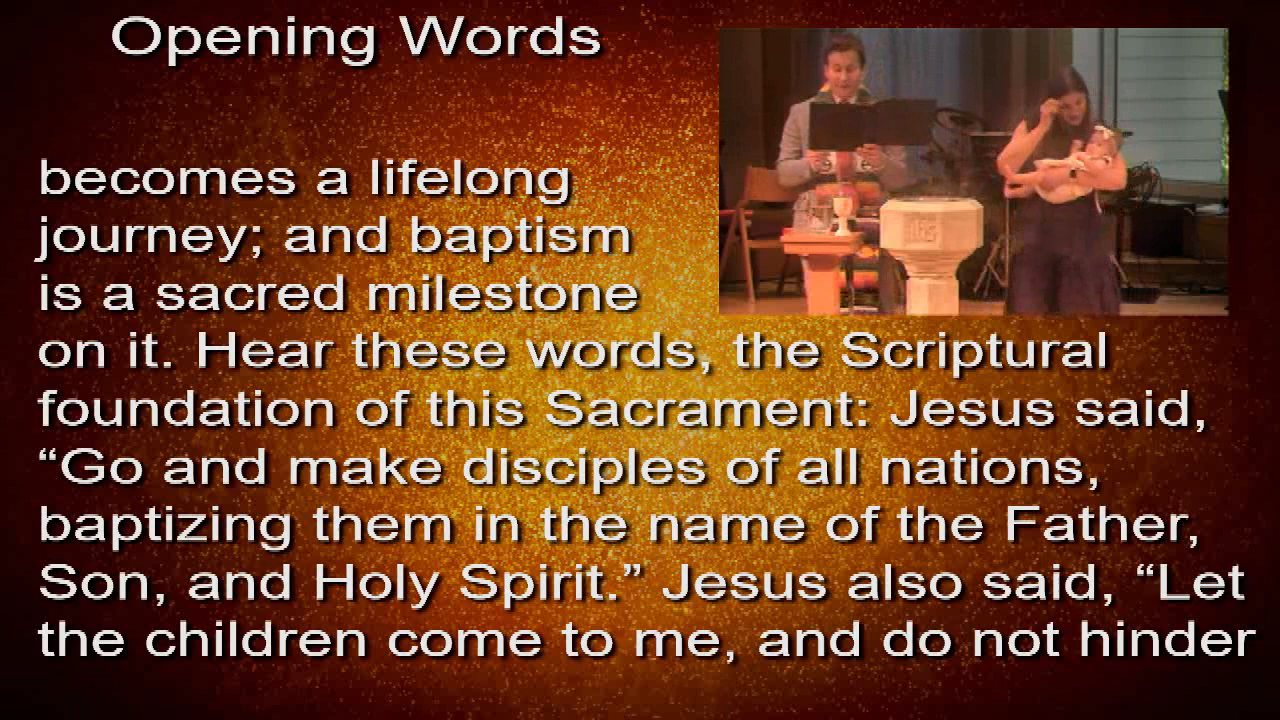 Opening Words
becomes a lifelong
journey; and baptism
is a sacred milestone
on it. Hear these words, the Scriptural
foundation of this Sacrament: Jesus said,
“Go and make disciples of all nations,
baptizing them in the name of the Father,
Son, and Holy Spirit.” Jesus also said, “Let
the children come to me, and do not hinder